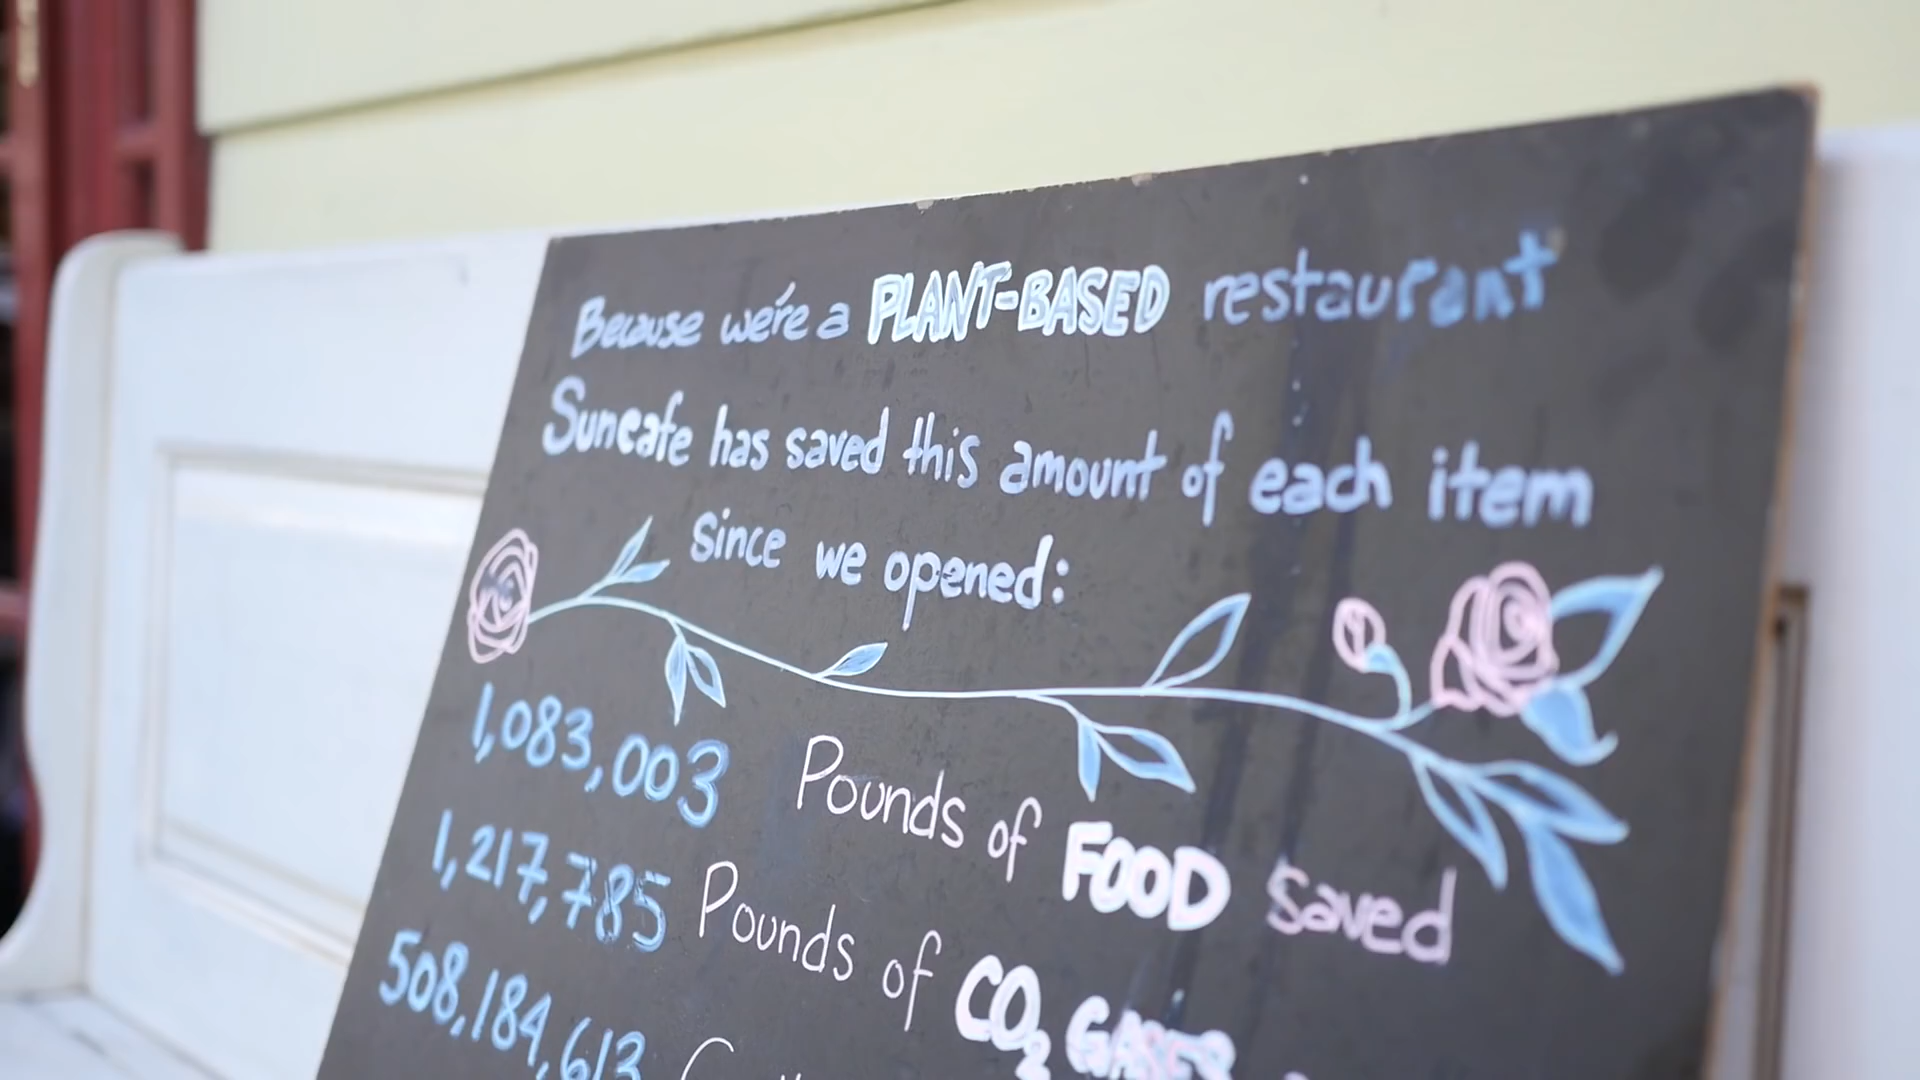 Because we're a PLANT-BASED restaurant
Suncafe has saved this amount of each item
since we opened:
1,083,003 Pounds of FOOD saved
1,217,785 Pounds of CO₂ GASES
508,184,613